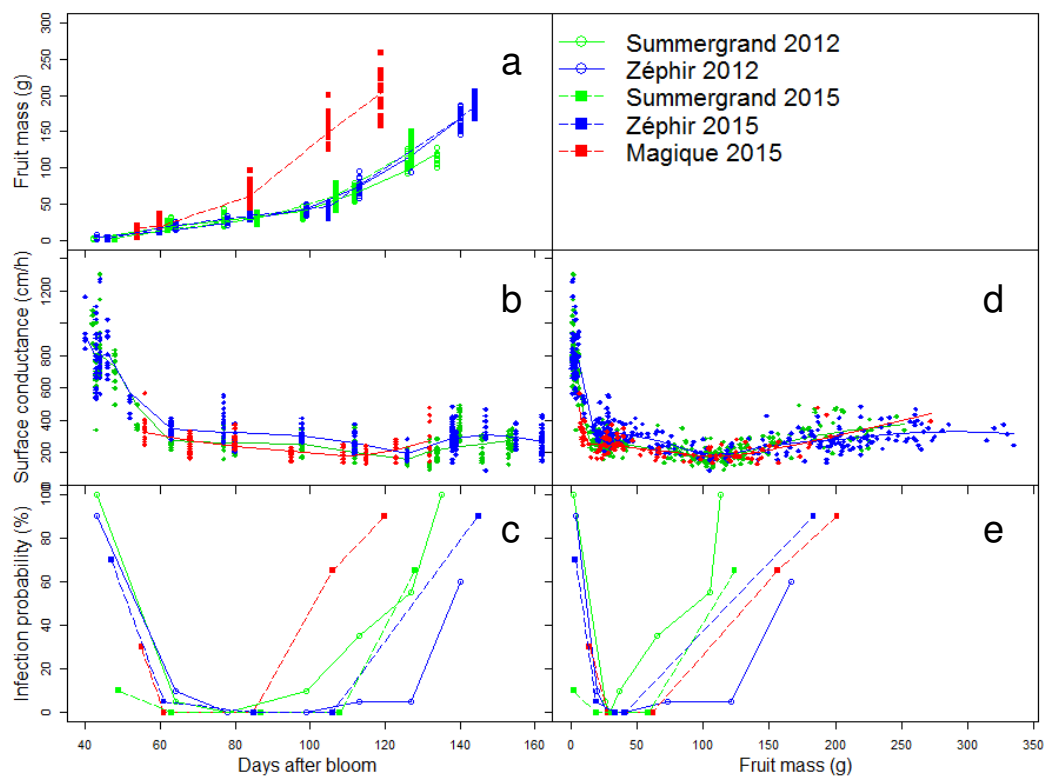 Fruit mass (g)
0 50 100 150 200 250 300
a
Summergrand 2012
Zéphir 2012
Summergrand 2015
Zéphir 2015
Magique 2015
Surface conductance (cm/h)
0 200 400 600 800 1200
b
d
Infection probability (%)
0 20 40 60 80 100
c
e
40 60 80 100 120 140 160
Days after bloom
0 50 100 150 200 250 300 350
Fruit mass (g)